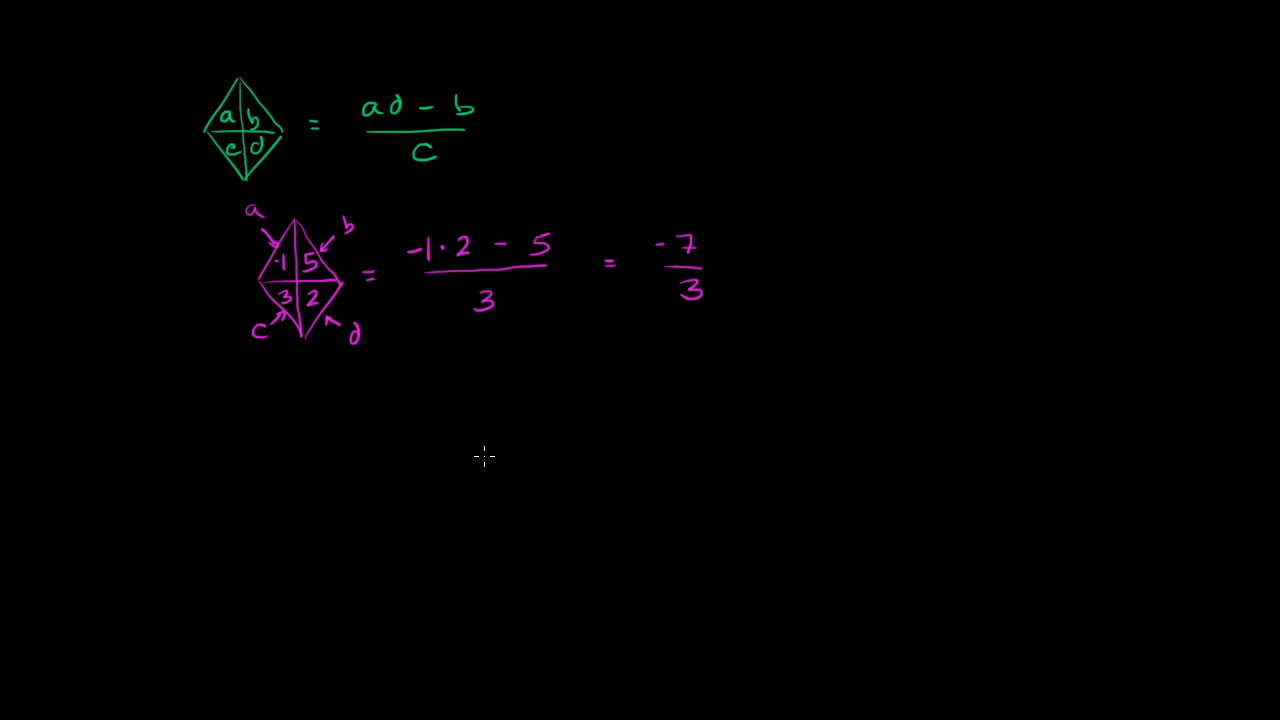 a b c d = ad - b / c
a b
-1 5 3 2 = -1·2 - 5 / 3 = -7 / 3
c d